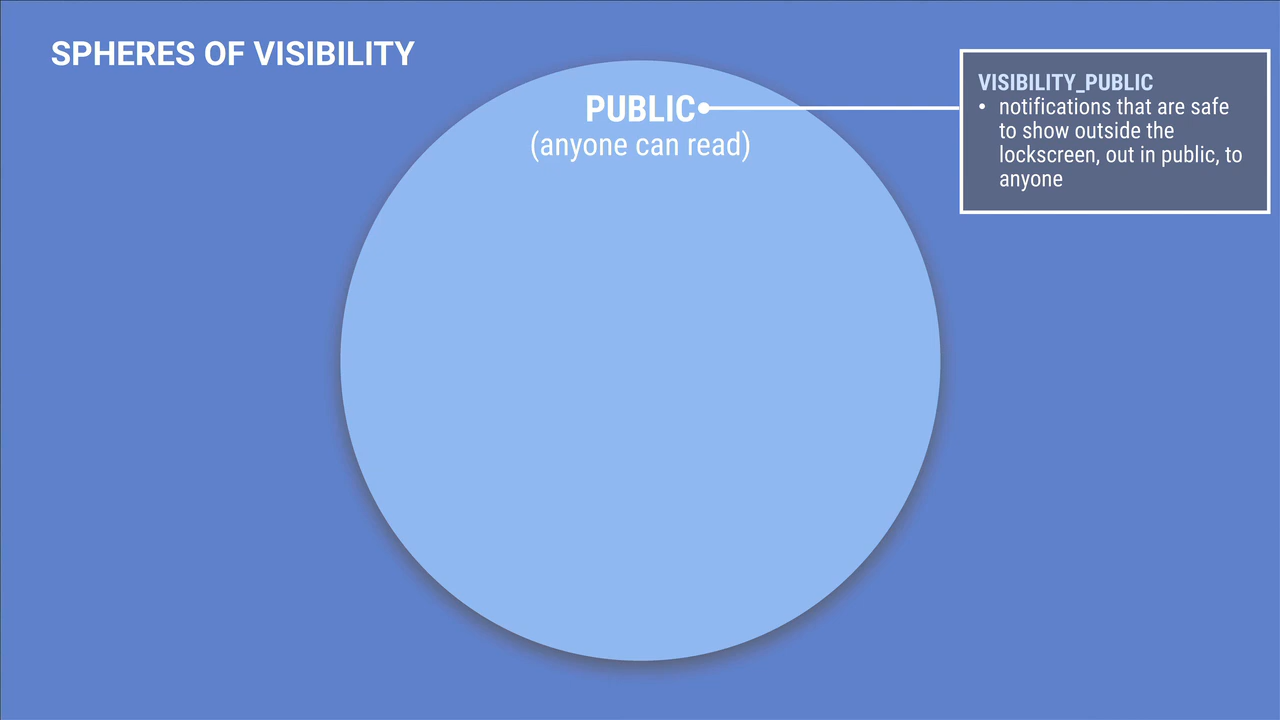 SPHERES OF VISIBILITY
PUBLIC
(anyone can read)
VISIBILITY_PUBLIC
• notifications that are safe
to show outside the
lockscreen, out in public, to
anyone